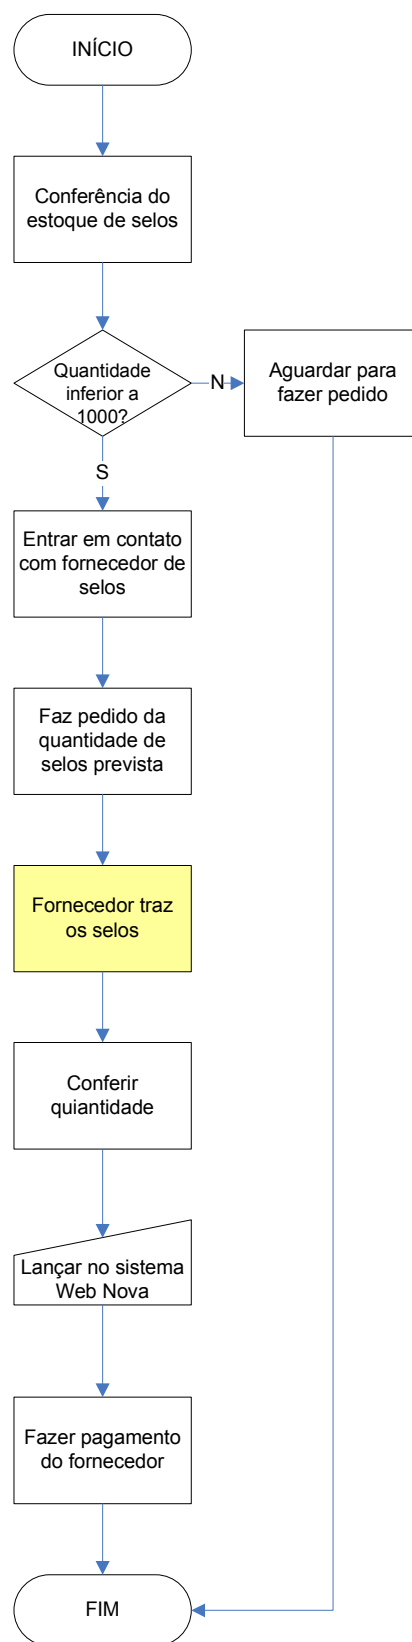 INÍCIO
Conferência do
estoque de selos
Quantidade
inferior a
1000?
N
Aguardar para
fazer pedido
S
Entrar em contato
com fornecedor de
selos
Faz pedido da
quantidade de
selos prevista
Fornecedor traz
os selos
Conferir
quiantidade
Lançar no sistema
Web Nova
Fazer pagamento
do fornecedor
FIM